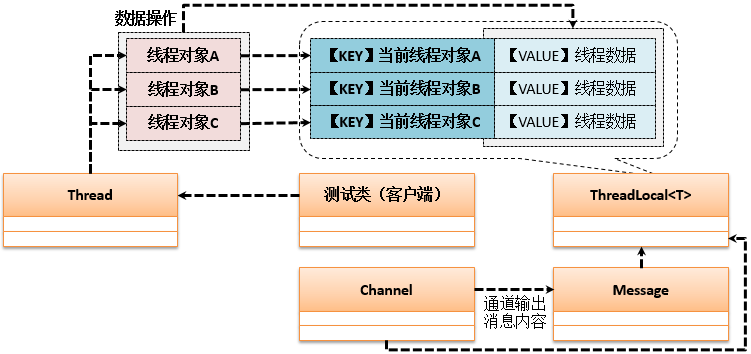 数据操作
线程对象A
【KEY】当前线程对象A
【VALUE】线程数据
线程对象B
【KEY】当前线程对象B
【VALUE】线程数据
线程对象C
【KEY】当前线程对象C
【VALUE】线程数据
Thread
测试类（客户端）
ThreadLocal<T>
Channel
通道输出
消息内容
Message